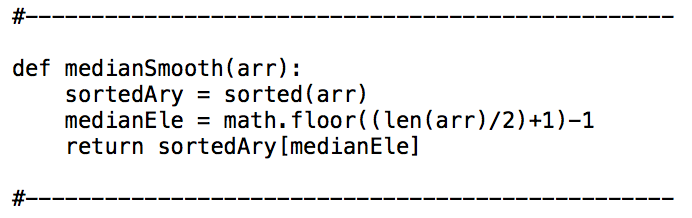 #------------------------------------------------
def medianSmooth(arr):
    sortedAry = sorted(arr)
    medianEle = math.floor((len(arr)/2)+1)-1
    return sortedAry[medianEle]
#------------------------------------------------